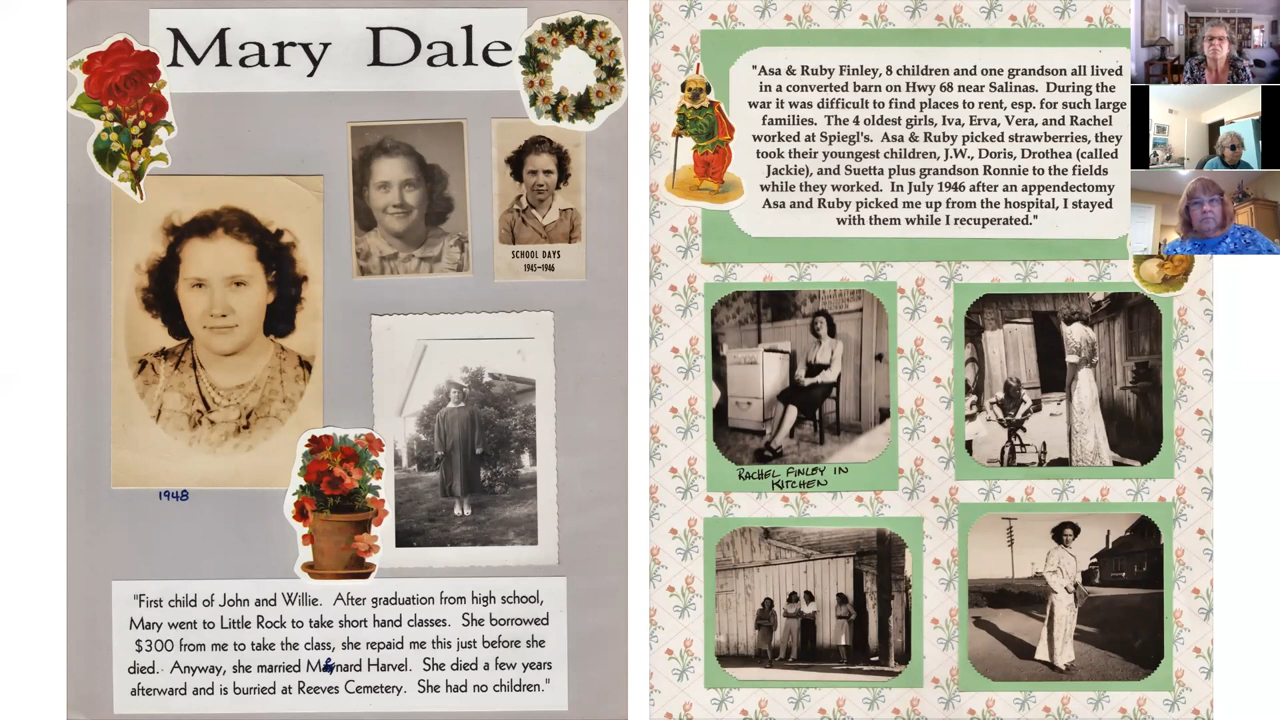 Mary Dale
SCHOOL DAYS
1945-1946
1948
"First child of John and Willie. After graduation from high school,
Mary went to Little Rock to take short hand classes. She borrowed
$300 from me to take the class, she repaid me this just before she
died. Anyway, she married Maynard Harvel. She died a few years
afterward and is burried at Reeves Cemetery. She had no children."
"Asa & Ruby Finley, 8 children and one grandson all lived
in a converted barn on Hwy 68 near Salinas. During the
war it was difficult to find places to rent, esp. for such large
families. The 4 oldest girls, Iva, Erva, Vera, and Rachel
worked at Spiegl's. Asa & Ruby picked strawberries, they
took their youngest children, J.W., Doris, Drothea (called
Jackie), and Suetta plus grandson Ronnie to the fields
while they worked. In July 1946 after an appendectomy
Asa and Ruby picked me up from the hospital, I stayed
with them while I recuperated."
RACHEL FINLEY IN
KITCHEN